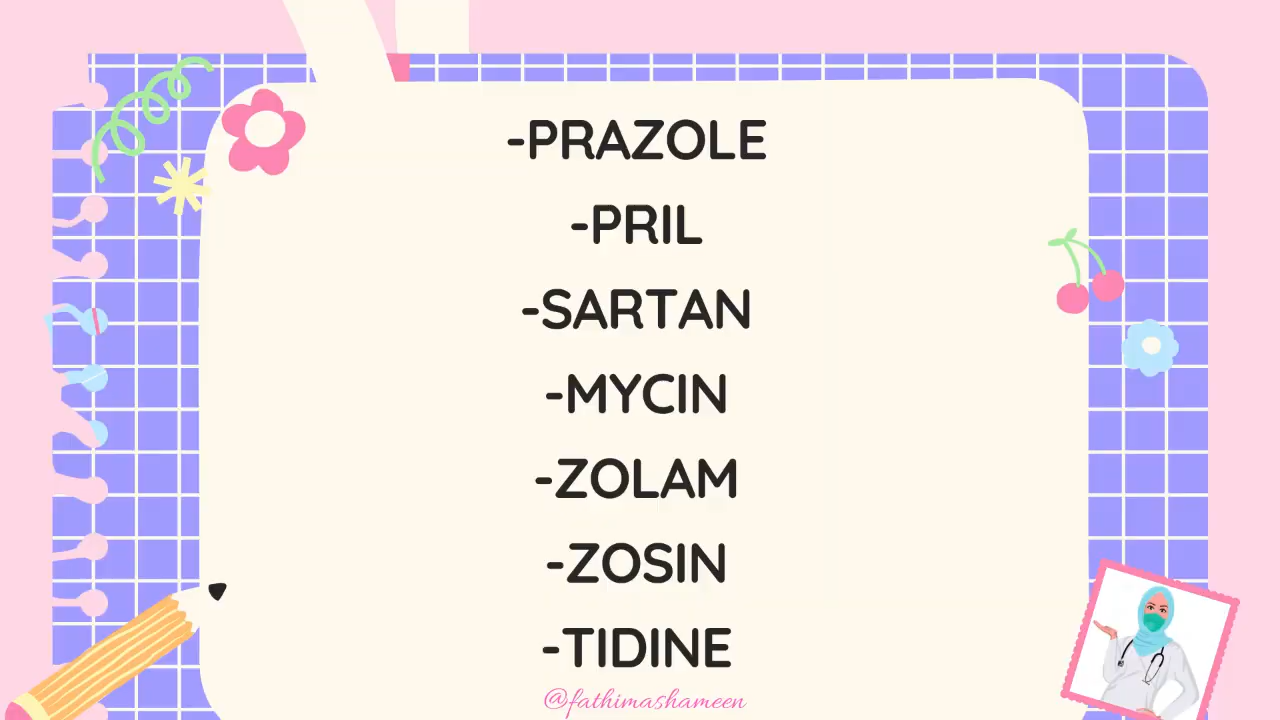 -PRAZOLE
-PRIL
-SARTAN
-MYCIN
-ZOLAM
-ZOSIN
-TIDINE
@fathimashameen